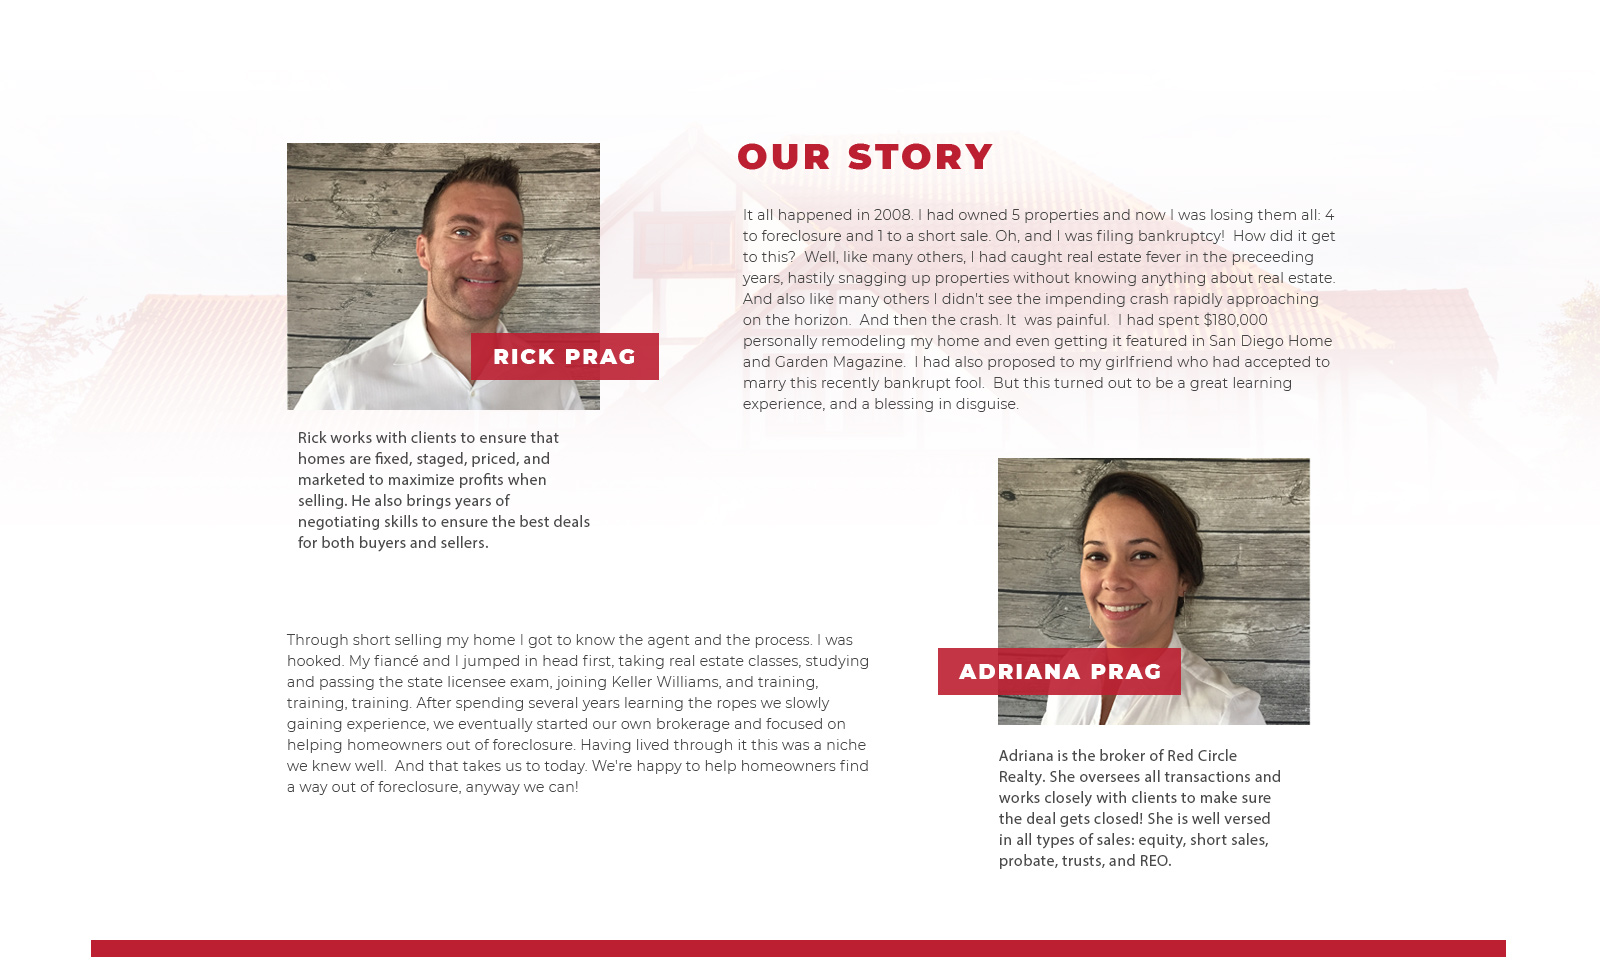 OUR STORY
It all happened in 2008. I had owned 5 properties and now I was losing them all: 4
to foreclosure and 1 to a short sale. Oh, and I was filing bankruptcy!  How did it get
to this?  Well, like many others, I had caught real estate fever in the preceeding
years, hastily snagging up properties without knowing anything about real estate.
And also like many others I didn't see the impending crash rapidly approaching
on the horizon.  And then the crash. It  was painful.  I had spent $180,000
personally remodeling my home and even getting it featured in San Diego Home
and Garden Magazine.  I had also proposed to my girlfriend who had accepted to
marry this recently bankrupt fool.  But this turned out to be a great learning
experience, and a blessing in disguise.
RICK PRAG
Rick works with clients to ensure that
homes are fixed, staged, priced, and
marketed to maximize profits when
selling. He also brings years of
negotiating skills to ensure the best deals
for both buyers and sellers.
Through short selling my home I got to know the agent and the process. I was
hooked. My fiancé and I jumped in head first, taking real estate classes, studying
and passing the state licensee exam, joining Keller Williams, and training,
training, training. After spending several years learning the ropes we slowly
gaining experience, we eventually started our own brokerage and focused on
helping homeowners out of foreclosure. Having lived through it this was a niche
we knew well.  And that takes us to today. We're happy to help homeowners find
a way out of foreclosure, anyway we can!
ADRIANA PRAG
Adriana is the broker of Red Circle
Realty. She oversees all transactions and
works closely with clients to make sure
the deal gets closed! She is well versed
in all types of sales: equity, short sales,
probate, trusts, and REO.